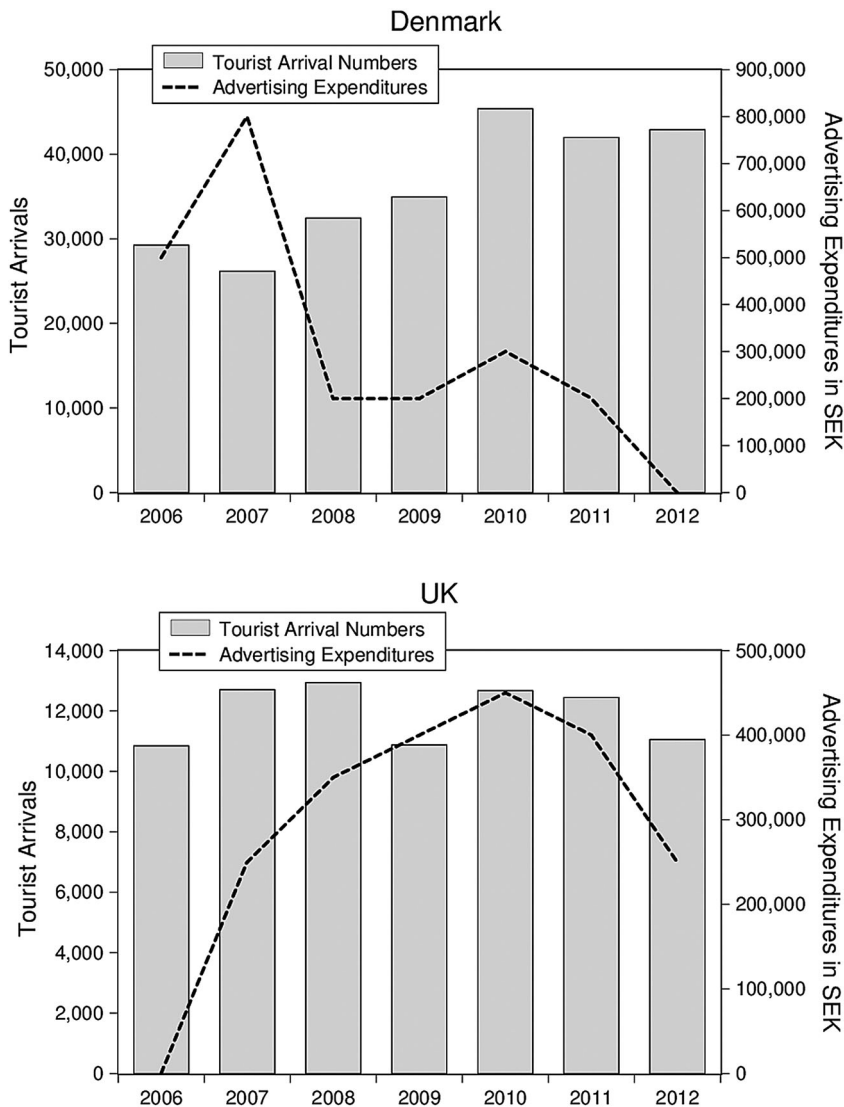 Denmark
Tourist Arrival Numbers
Advertising Expenditures
50,000
40,000
30,000
20,000
10,000
0
Tourist Arrivals
900,000
800,000
700,000
600,000
500,000
400,000
300,000
200,000
100,000
0
Advertising Expenditures in SEK
2006 2007 2008 2009 2010 2011 2012
UK
Tourist Arrival Numbers
Advertising Expenditures
14,000
12,000
10,000
8,000
6,000
4,000
2,000
0
Tourist Arrivals
500,000
400,000
300,000
200,000
100,000
0
Advertising Expenditures in SEK
2006 2007 2008 2009 2010 2011 2012